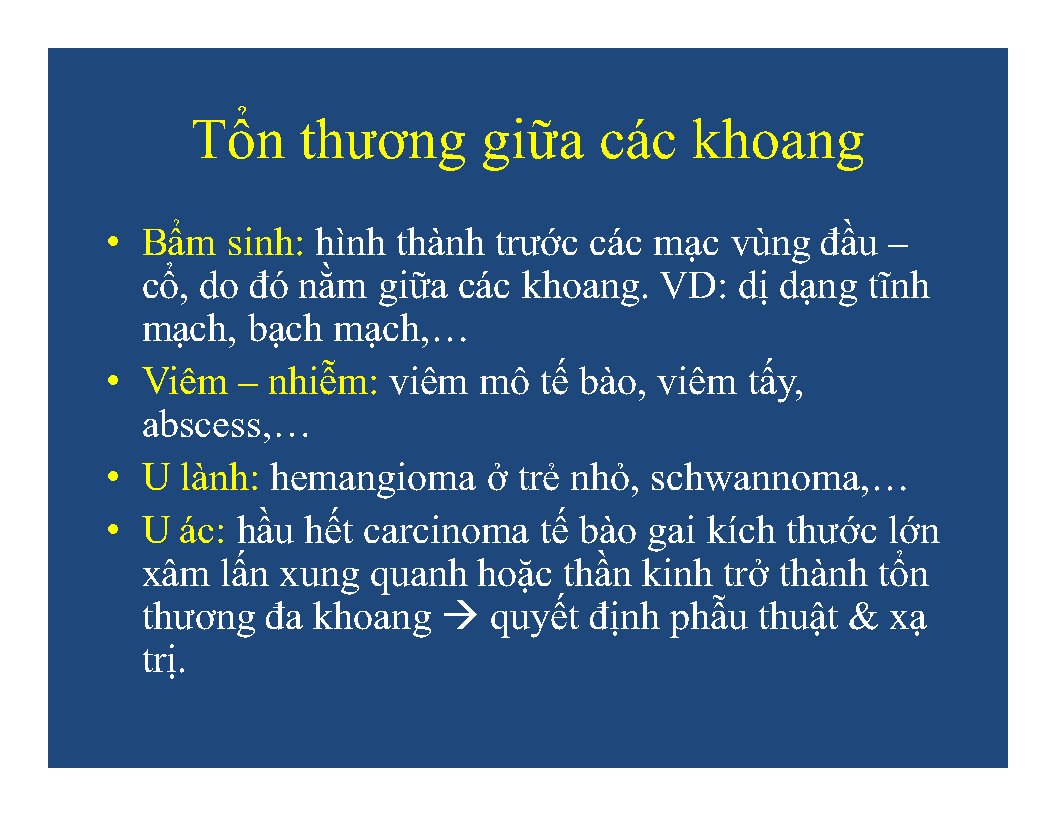 Tổn thương giữa các khoang
• Bẩm sinh: hình thành trước các mạc vùng đầu –
cổ, do đó nằm giữa các khoang. VD: dị dạng tĩnh
mạch, bạch mạch,…
• Viêm – nhiễm: viêm mô tế bào, viêm tấy,
abscess,…
• U lành: hemangioma ở trẻ nhỏ, schwannoma,…
• U ác: hầu hết carcinoma tế bào gai kích thước lớn
xâm lấn xung quanh hoặc thần kinh trở thành tổn
thương đa khoang → quyết định phẫu thuật & xạ
trị.